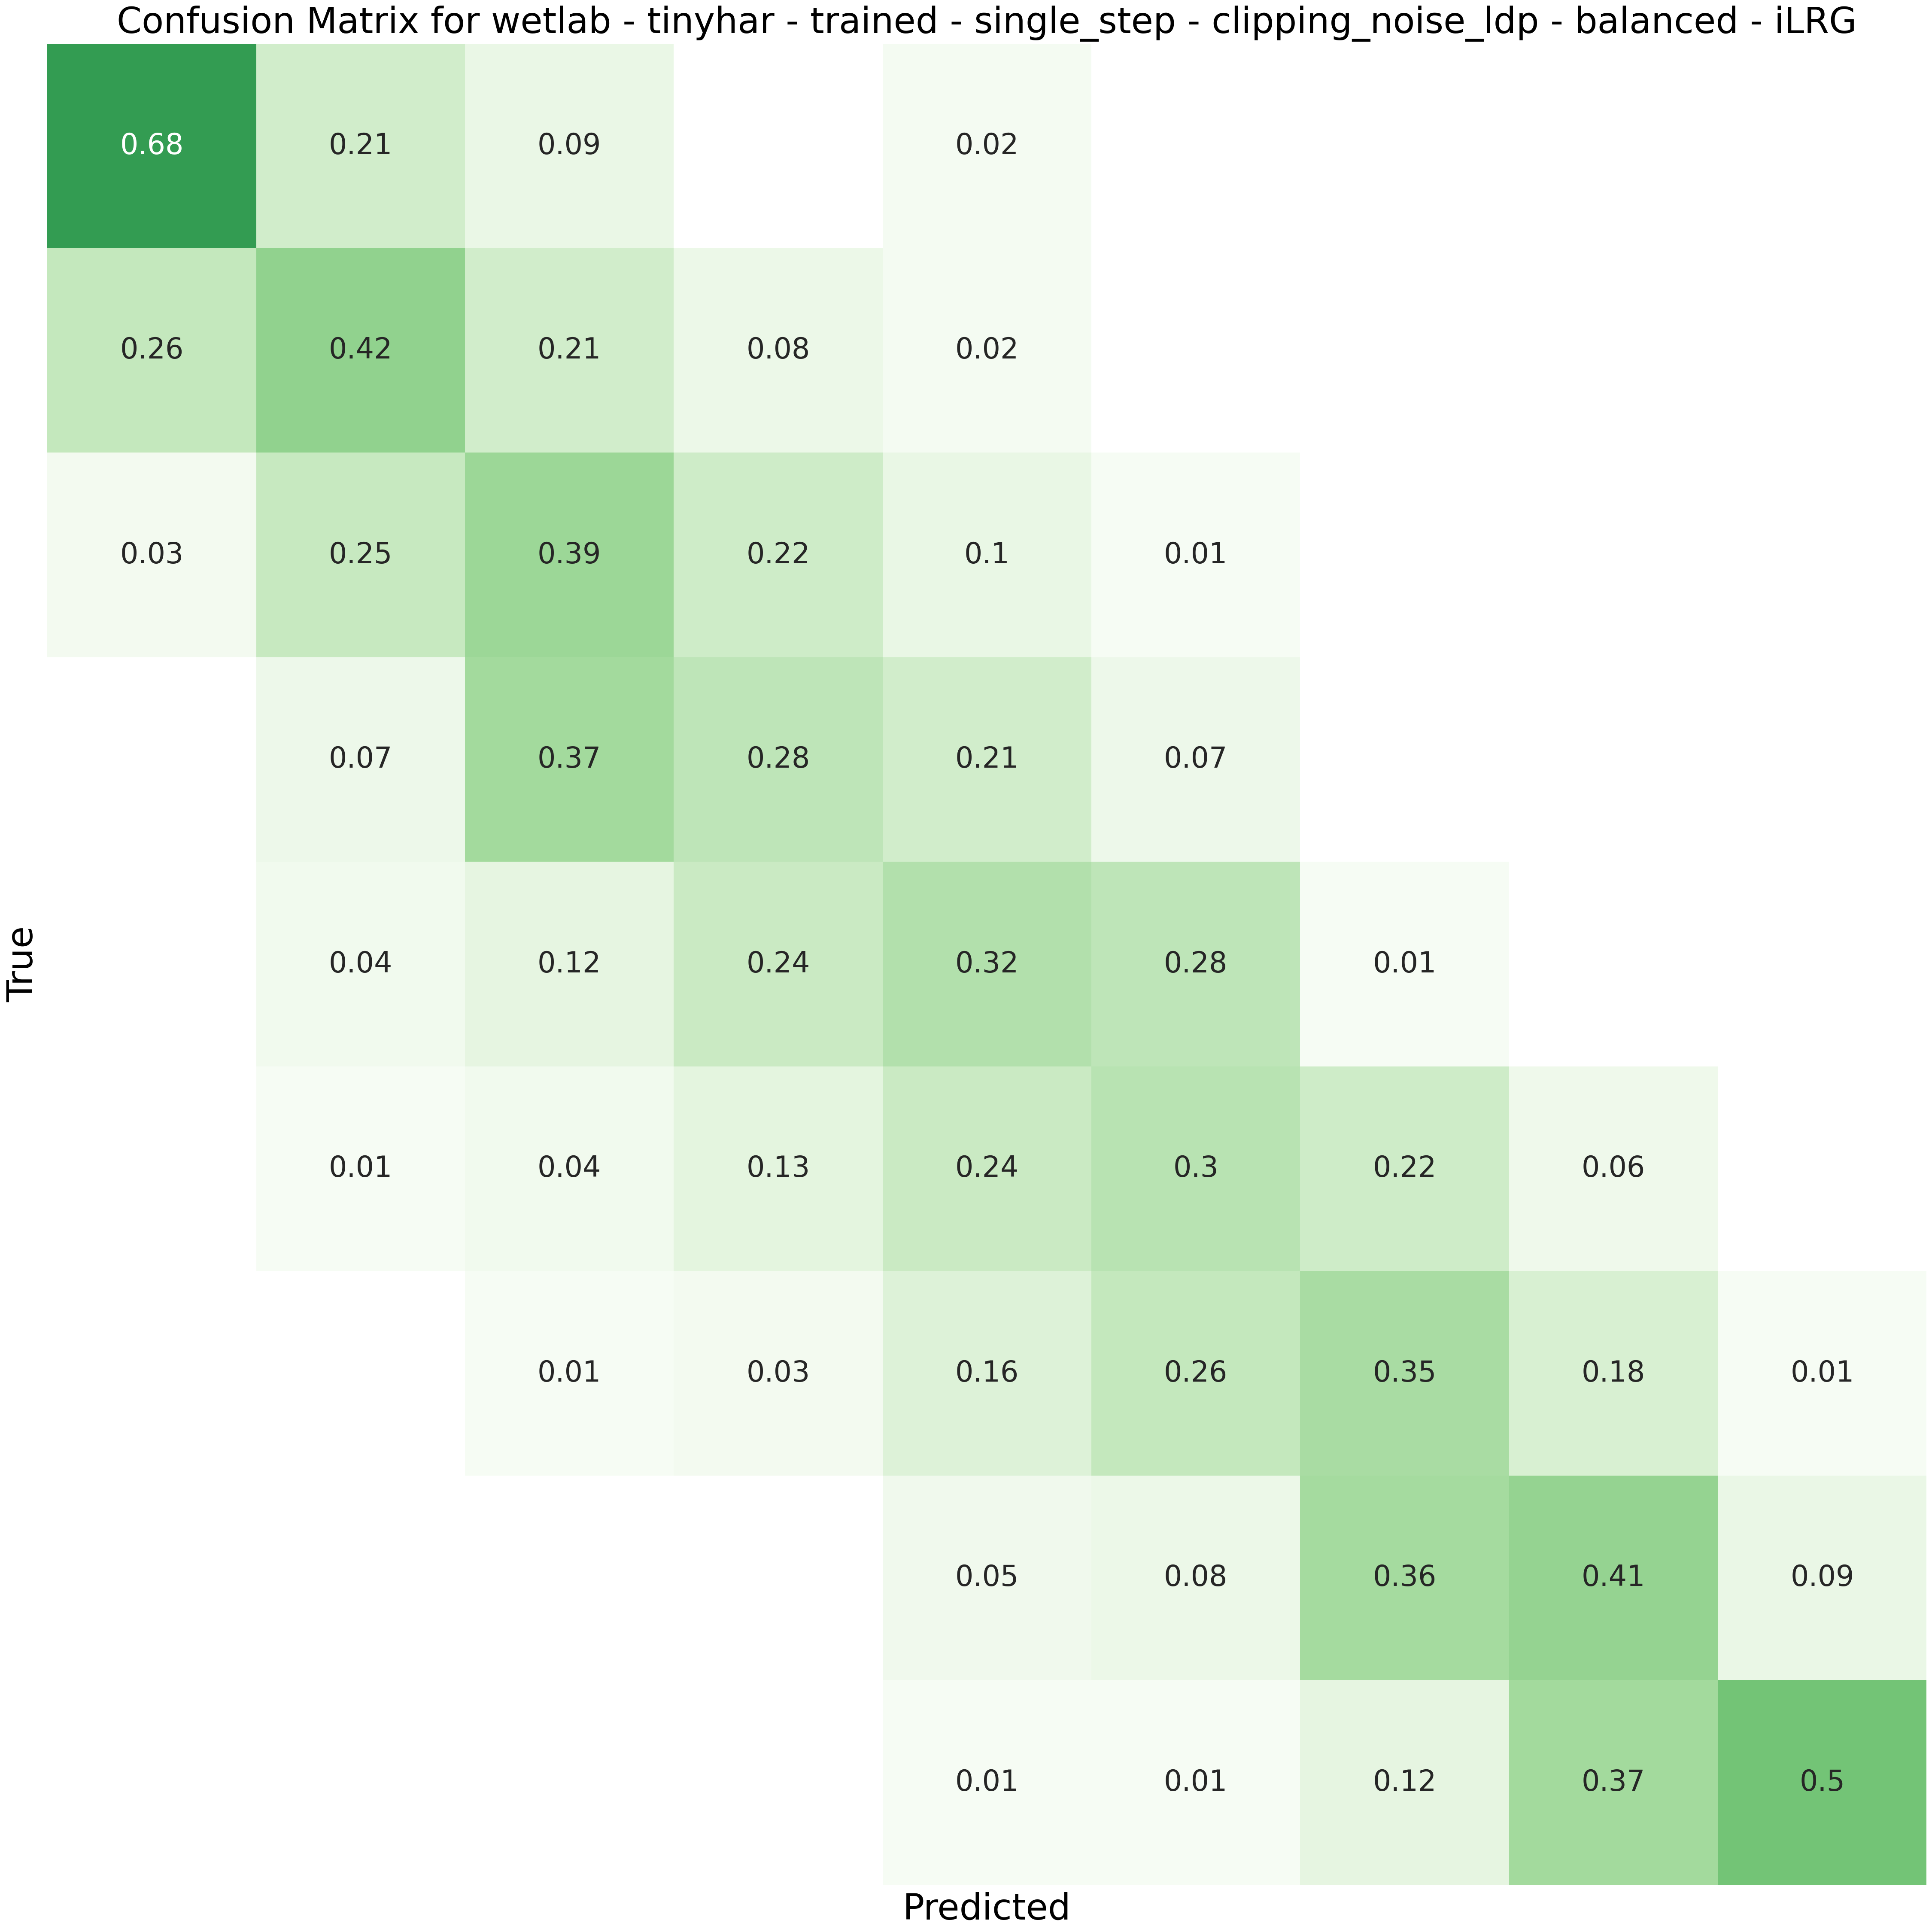 Confusion Matrix for wetlab - tinyhar - trained - single_step - clipping_noise_ldp - balanced - iLRG
0.68 0.21 0.09 0.02
0.26 0.42 0.21 0.08 0.02
0.03 0.25 0.39 0.22 0.1 0.01
0.07 0.37 0.28 0.21 0.07
True
0.04 0.12 0.24 0.32 0.28 0.01
0.01 0.04 0.13 0.24 0.3 0.22 0.06
0.01 0.03 0.16 0.26 0.35 0.18 0.01
0.05 0.08 0.36 0.41 0.09
0.01 0.01 0.12 0.37 0.5
Predicted